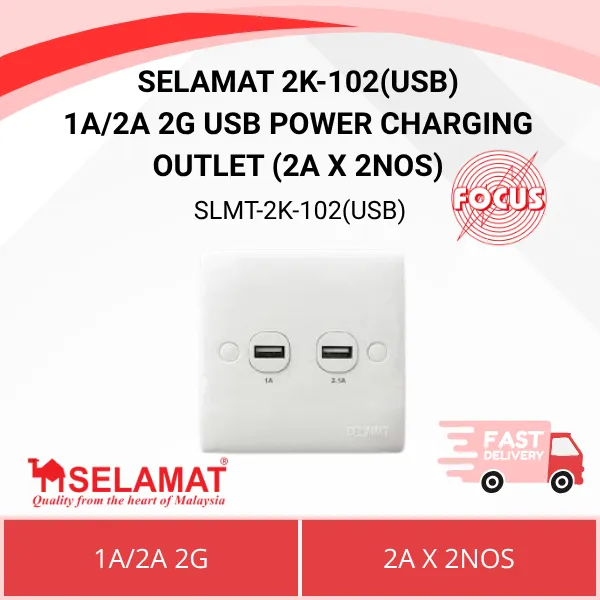 SELAMAT 2K-102(USB)
1A/2A 2G USB POWER CHARGING
OUTLET (2A X 2NOS)
SLMT-2K-102(USB)
FOCUS
1A
2.1A
SELAMAT
SELAMAT®
Quality from the heart of Malaysia
FAST
DELIVERY
1A/2A 2G
2A X 2NOS